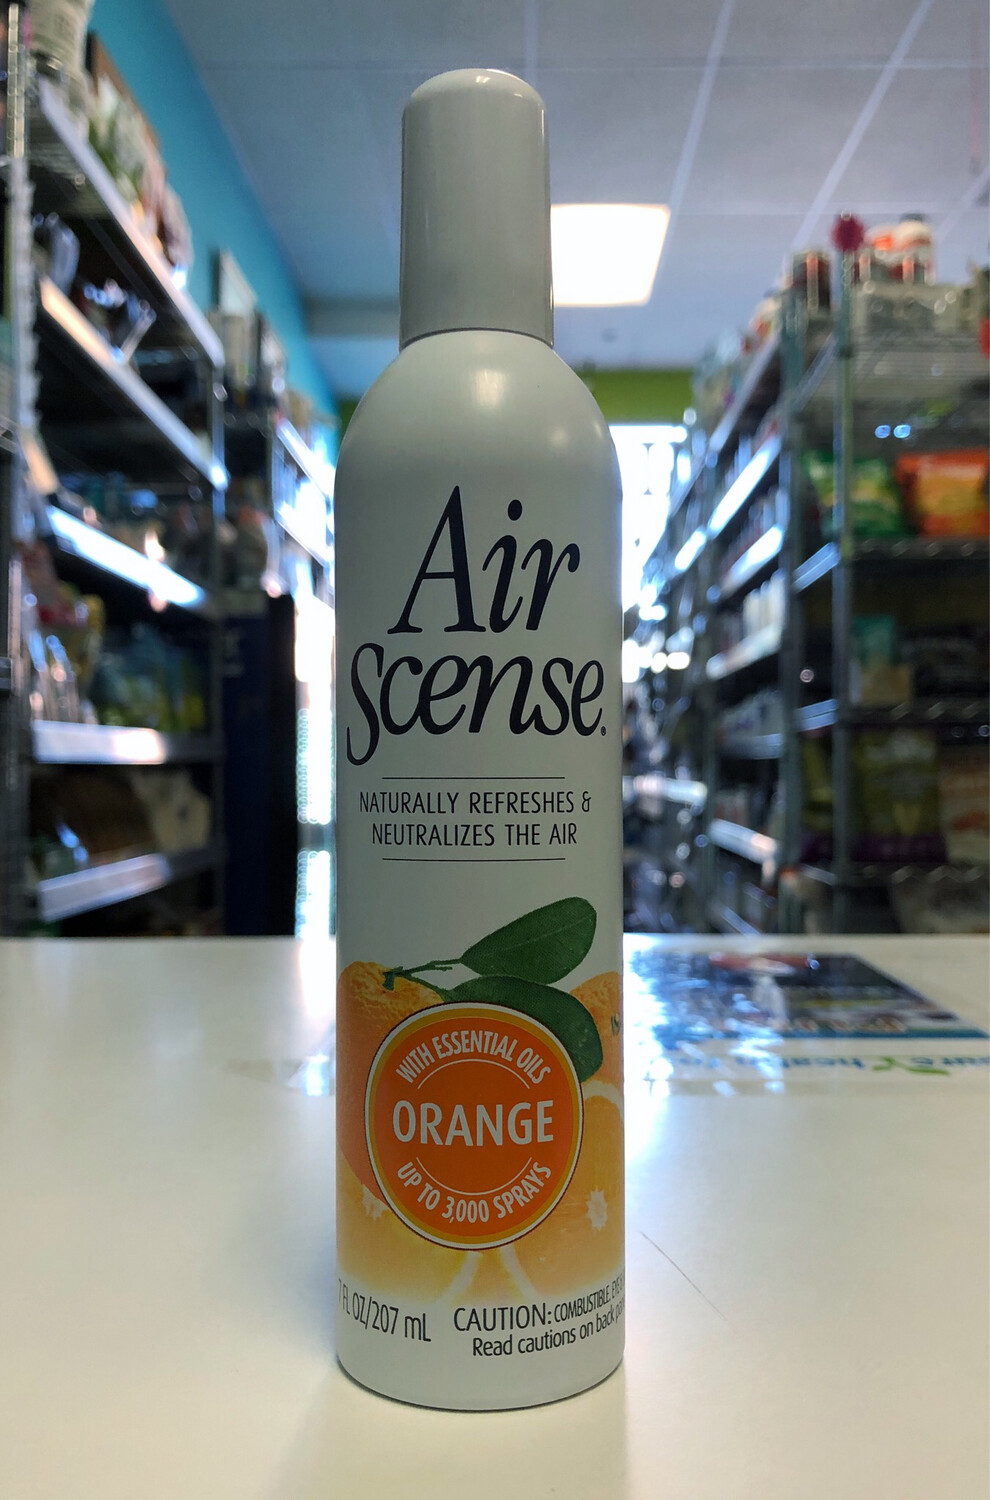 Air
Scense®
NATURALLY REFRESHES &
NEUTRALIZES THE AIR
WITH ESSENTIAL OILS
ORANGE
UP TO 3,000 SPRAYS
7 FL OZ/207 mL
CAUTION: COMBUSTIBLE.
Read cautions on back